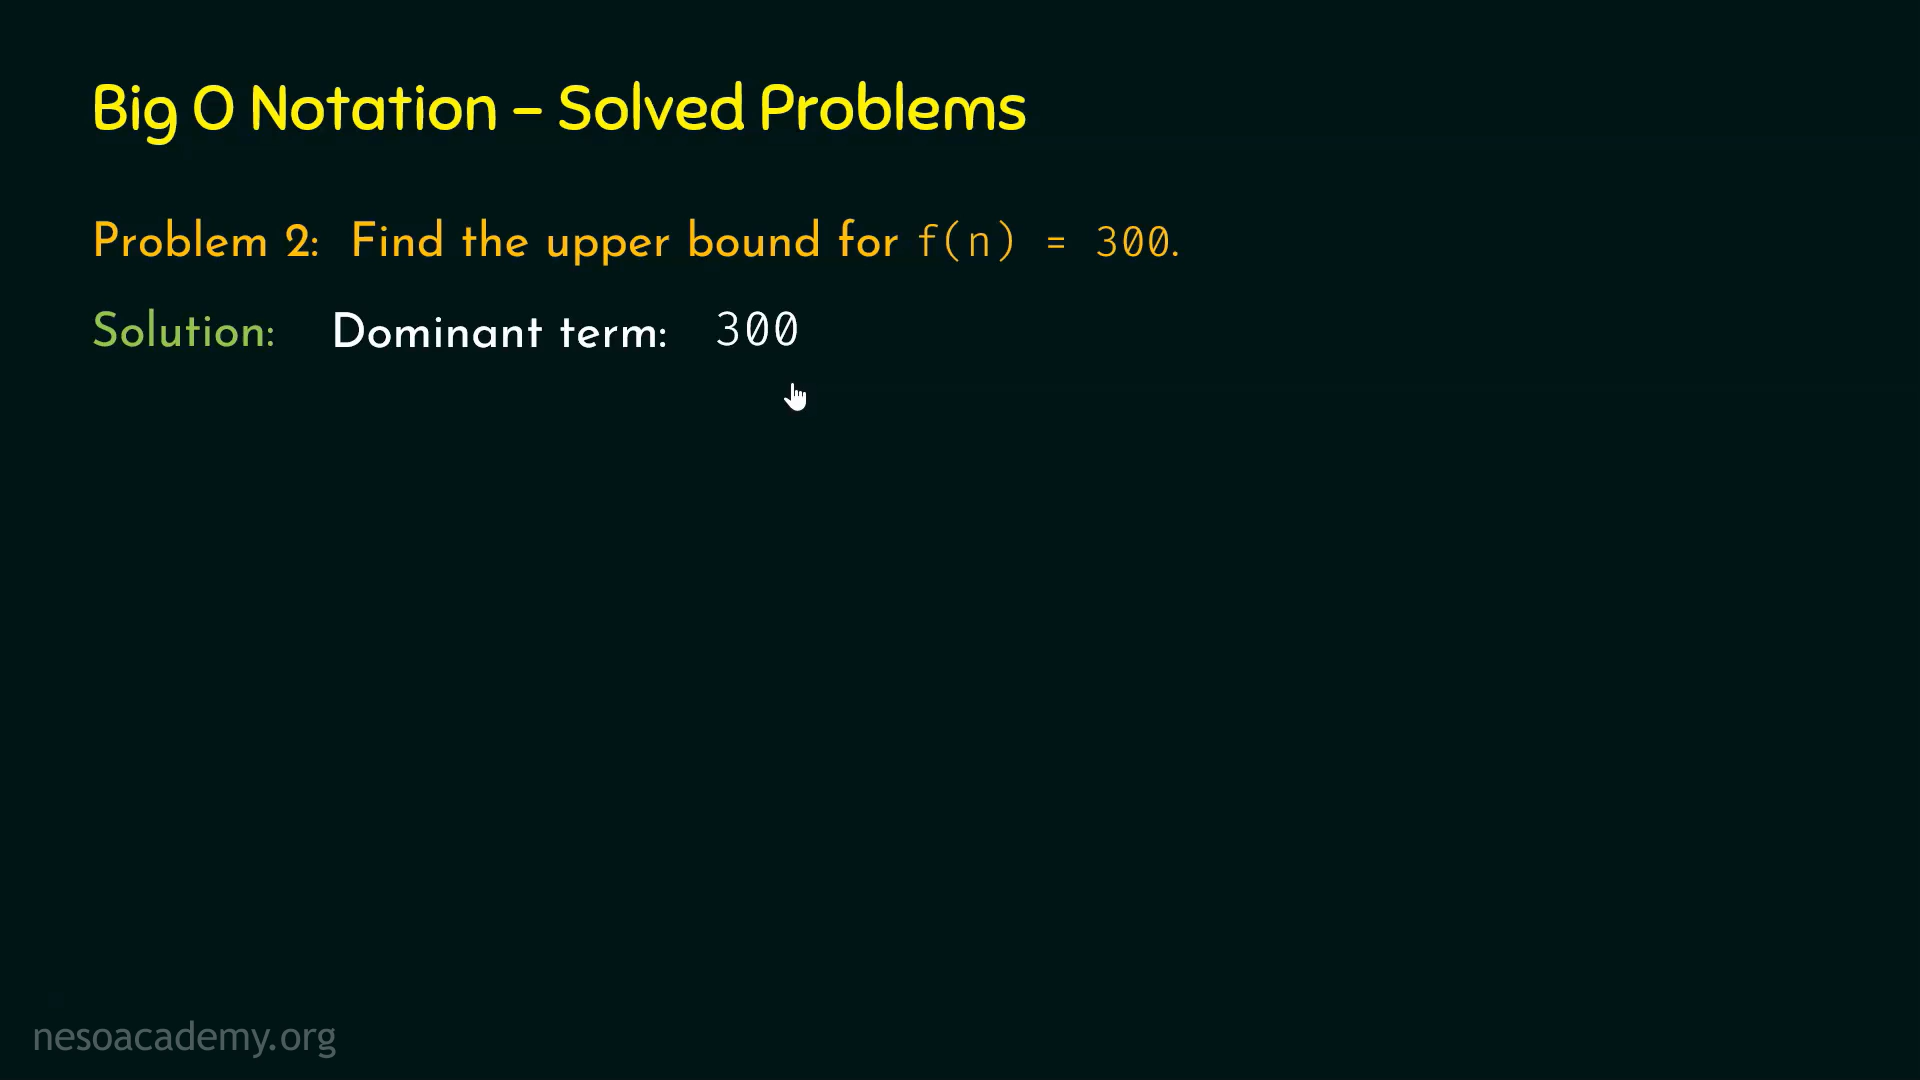 Big O Notation – Solved Problems
Problem 2: Find the upper bound for f(n) = 300.
Solution: Dominant term: 300
nesoacademy.org